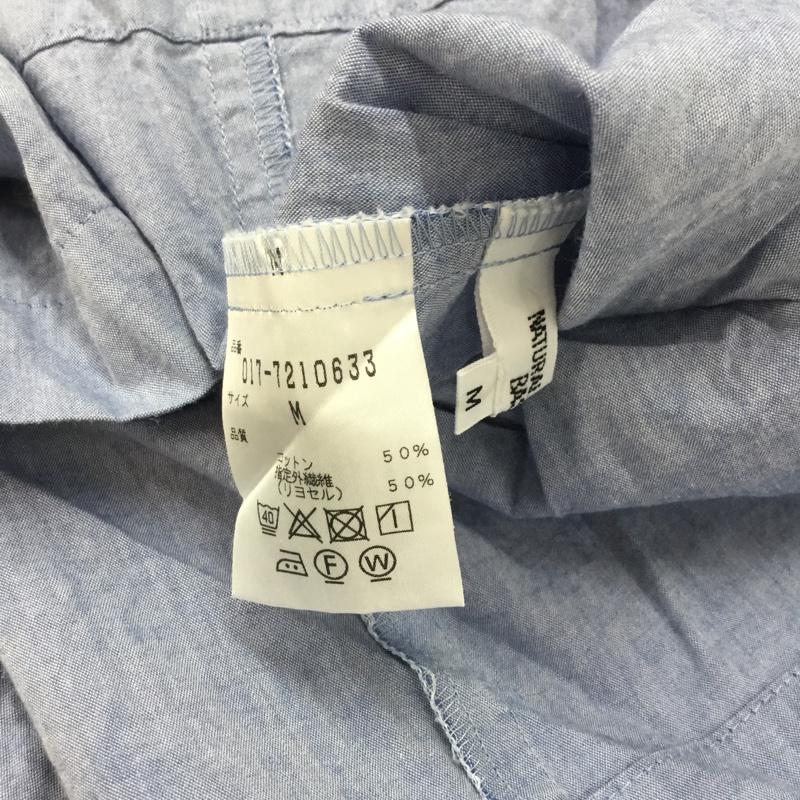 M
品番
017-7210633
サイズ
M
品質
コットン 50%
指定外繊維 50%
(リヨセル)
40
F W
M
NATURAL